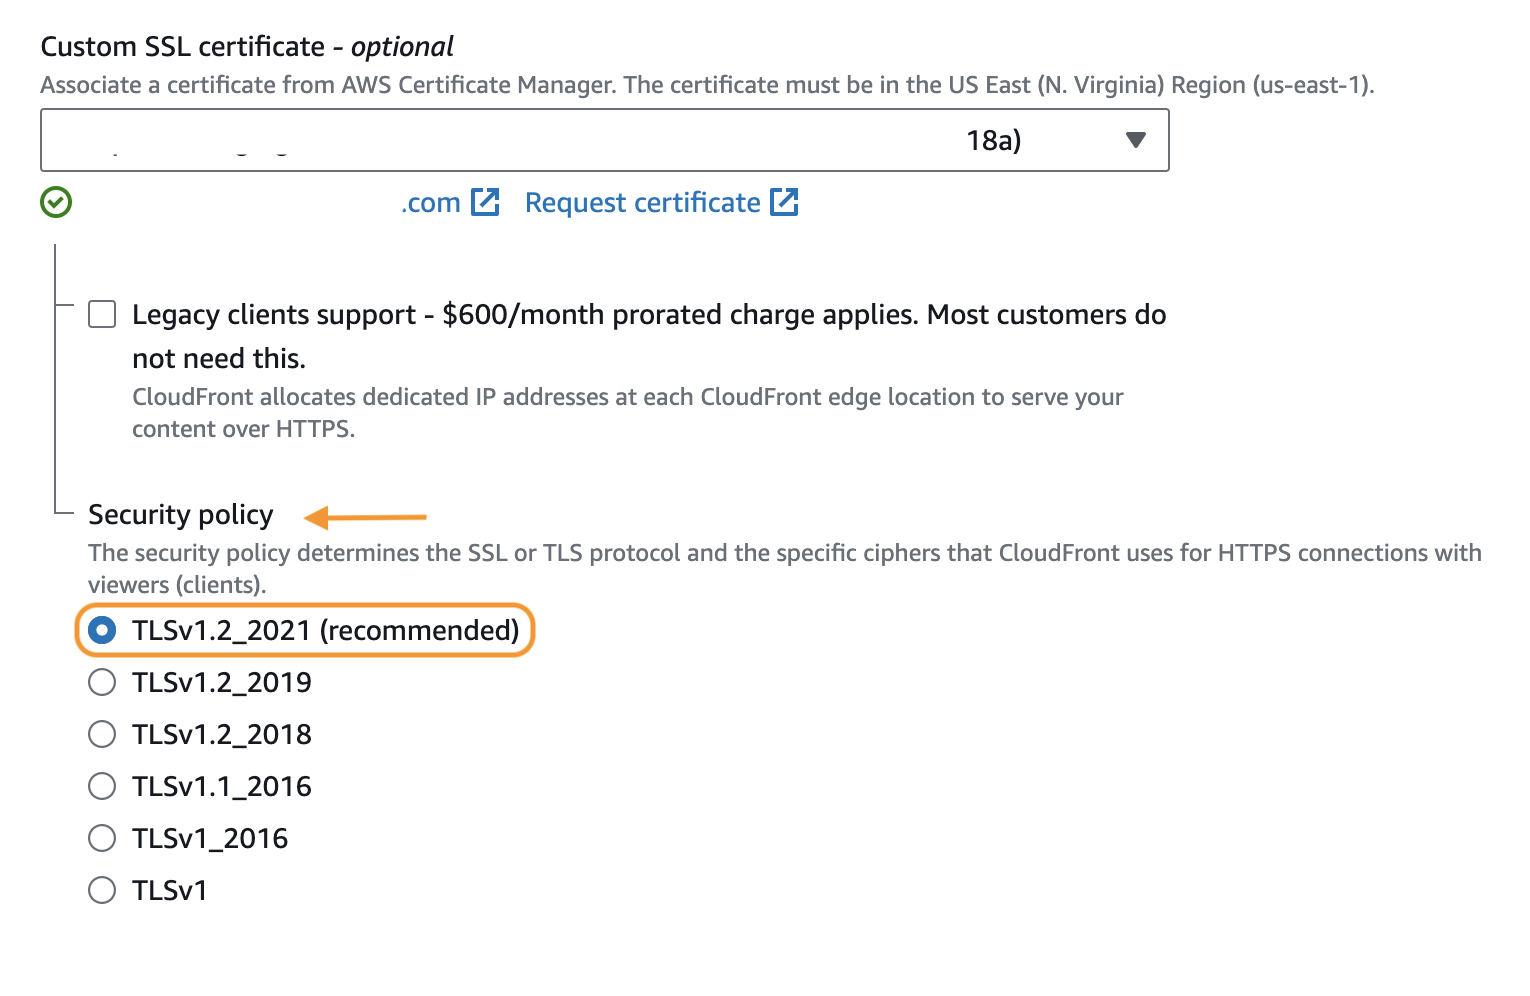 Custom SSL certificate - optional
Associate a certificate from AWS Certificate Manager. The certificate must be in the US East (N. Virginia) Region (us-east-1).
18a)
.com Request certificate
Legacy clients support - $600/month prorated charge applies. Most customers do
not need this.
CloudFront allocates dedicated IP addresses at each CloudFront edge location to serve your
content over HTTPS.
Security policy
The security policy determines the SSL or TLS protocol and the specific ciphers that CloudFront uses for HTTPS connections with
viewers (clients).
TLSv1.2_2021 (recommended)
TLSv1.2_2019
TLSv1.2_2018
TLSv1.1_2016
TLSv1_2016
TLSv1